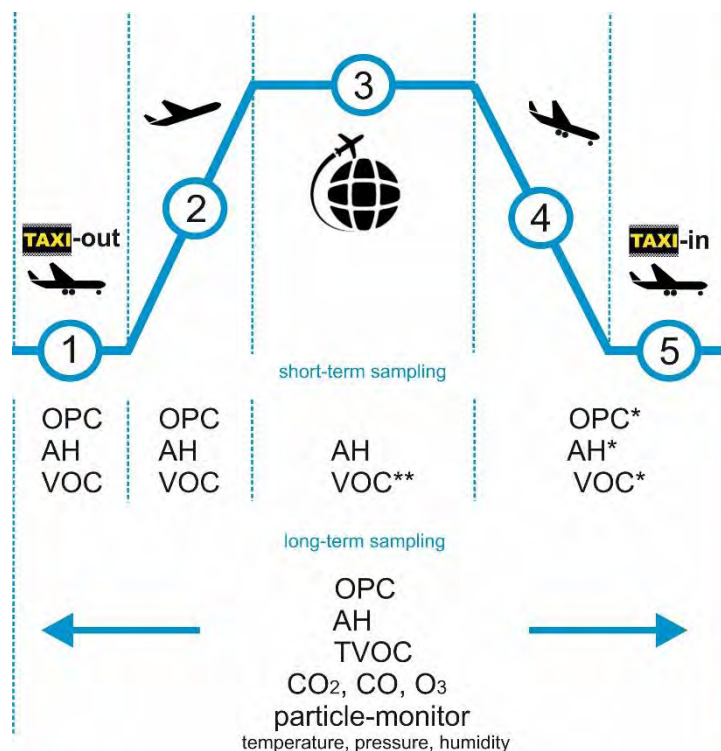 3
2
4
TAXI-out
TAXI-in
1
5
short-term sampling
OPC OPC OPC*
AH AH AH AH*
VOC VOC VOC** VOC*
long-term sampling
OPC
AH
TVOC
CO2, CO, O3
particle-monitor
temperature, pressure, humidity